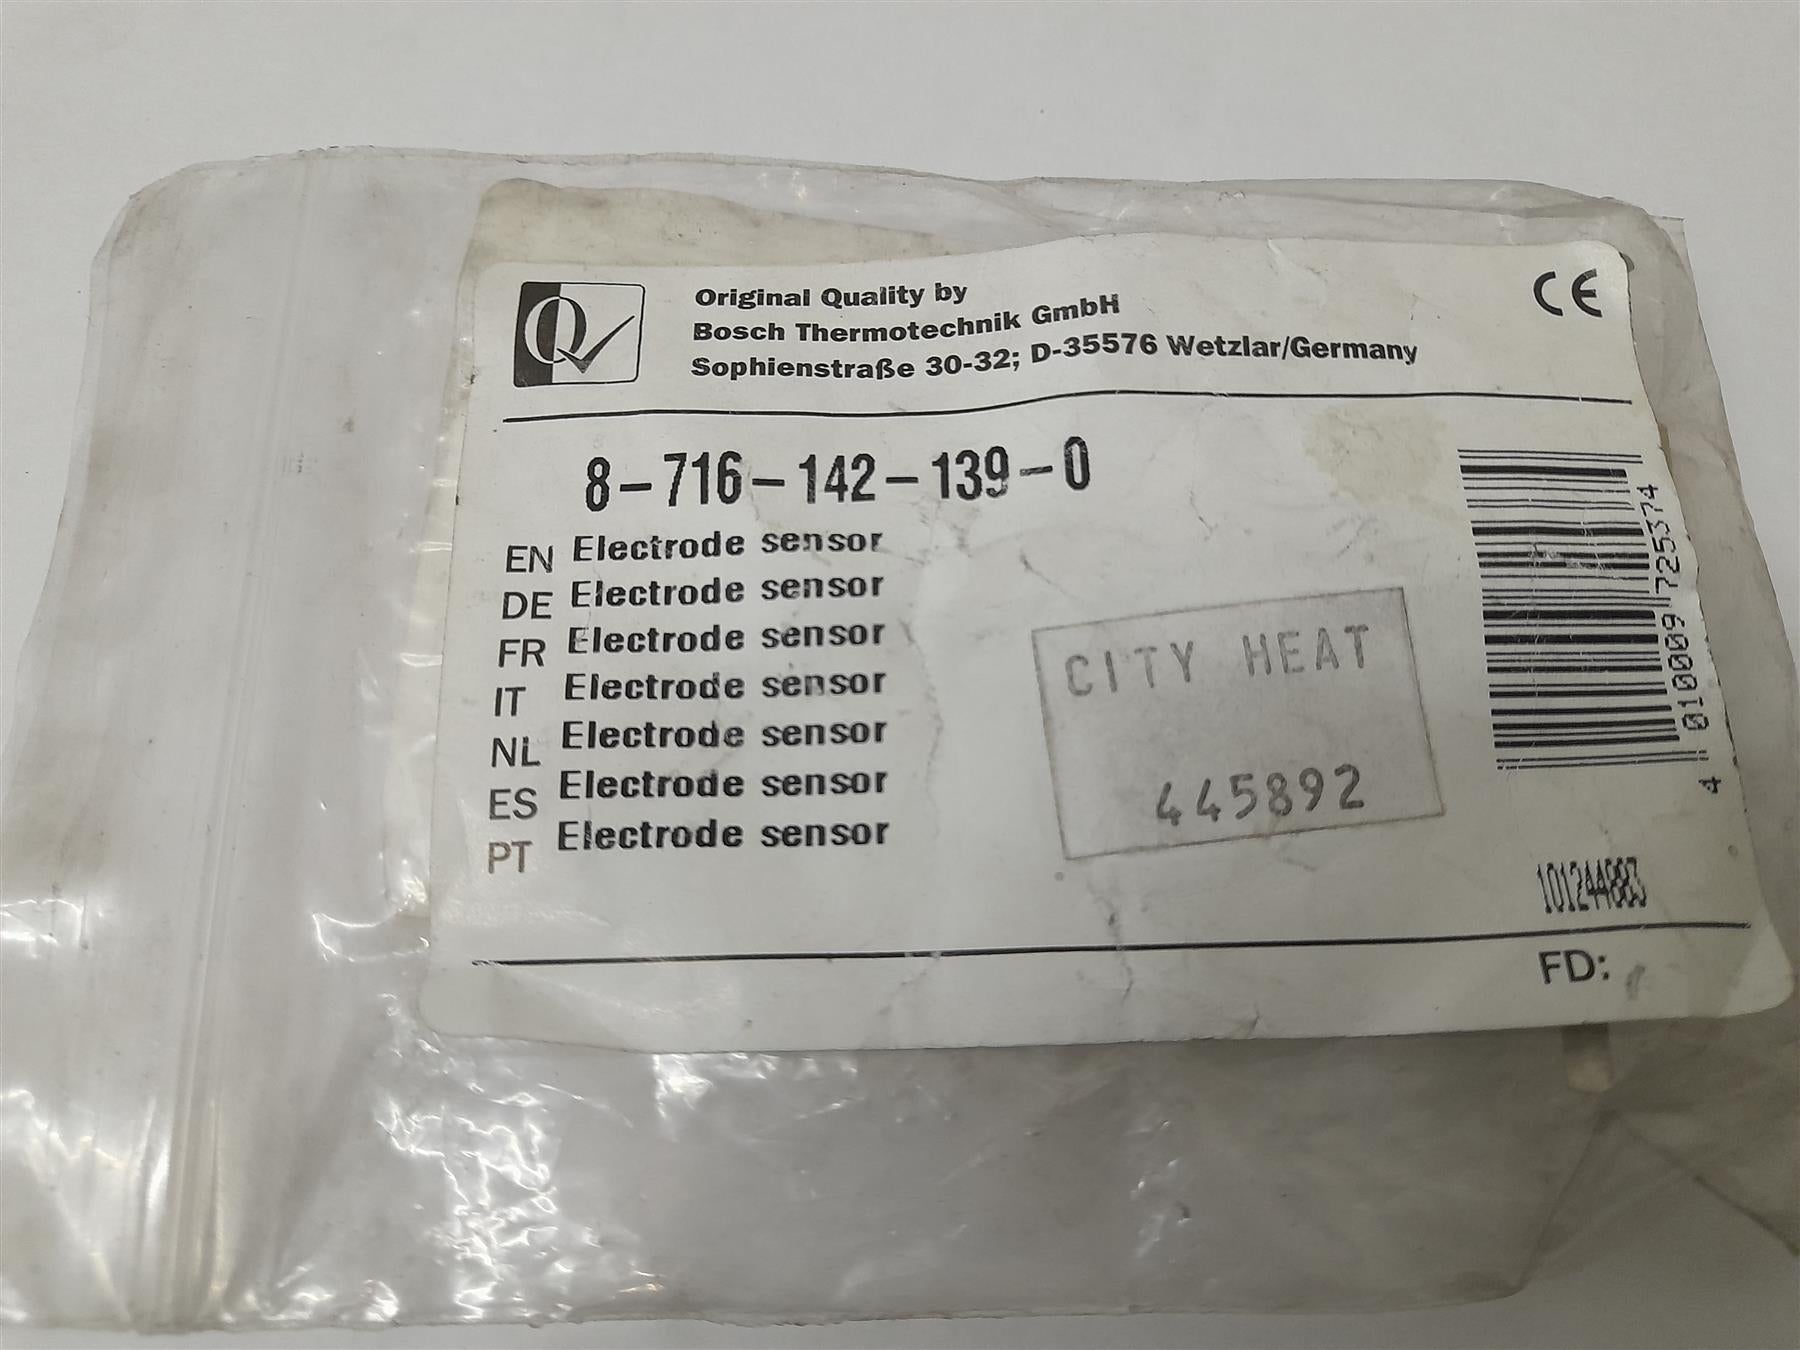 Original Quality by
Bosch Thermotechnik GmbH
Sophienstraße 30-32; D-35576 Wetzlar/Germany
CE
8-716-142-139-0
EN Electrode sensor
DE Electrode sensor
FR Electrode sensor
IT Electrode sensor
NL Electrode sensor
ES Electrode sensor
PT Electrode sensor
CITY HEAT
445892
4 010009 725374
FD: